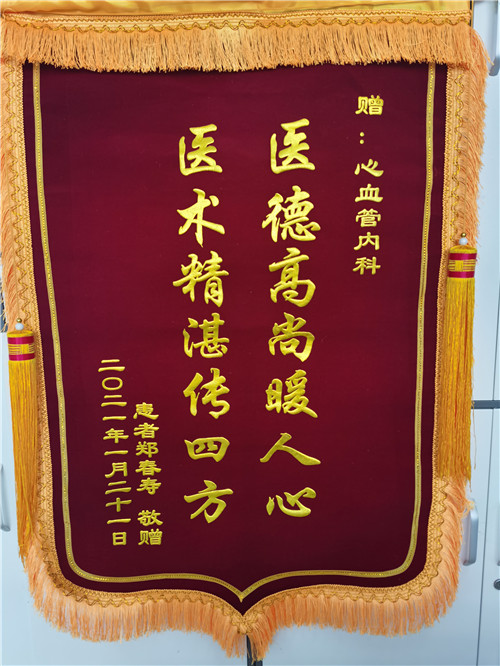 赠：心血管内科
医德高尚暖人心
医术精湛传四方
患者郑春寿 敬赠
二〇二一年一月二十一日